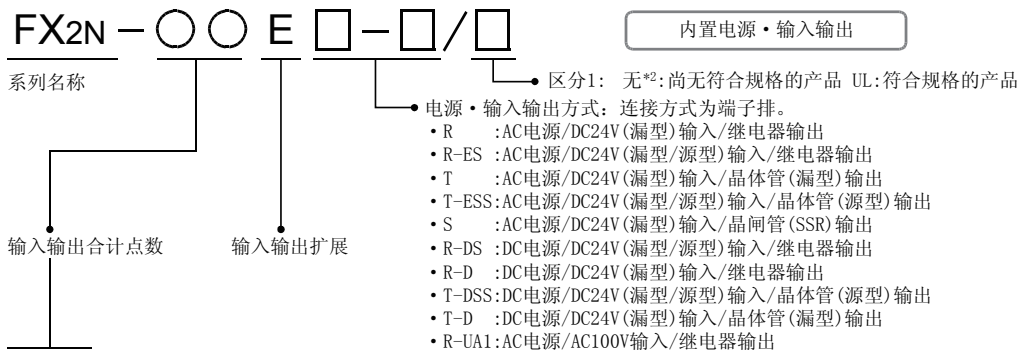 FX2N－○○ E □－□/□
内置电源・输入输出
系列名称
区分1: 无*2:尚无符合规格的产品 UL:符合规格的产品
电源・输入输出方式: 连接方式为端子排。
・R :AC电源/DC24V(漏型)输入/继电器输出
・R-ES :AC电源/DC24V(漏型/源型)输入/继电器输出
・T :AC电源/DC24V(漏型)输入/晶体管(漏型)输出
・T-ESS:AC电源/DC24V(漏型/源型)输入/晶体管(源型)输出
・S :AC电源/DC24V(漏型)输入/晶闸管(SSR)输出
・R-DS :DC电源/DC24V(漏型/源型)输入/继电器输出
・R-D :DC电源/DC24V(漏型)输入/继电器输出
・T-DSS:DC电源/DC24V(漏型/源型)输入/晶体管(源型)输出
・T-D :DC电源/DC24V(漏型)输入/晶体管(漏型)输出
・R-UA1:AC电源/AC100V输入/继电器输出
输入输出合计点数
输入输出扩展